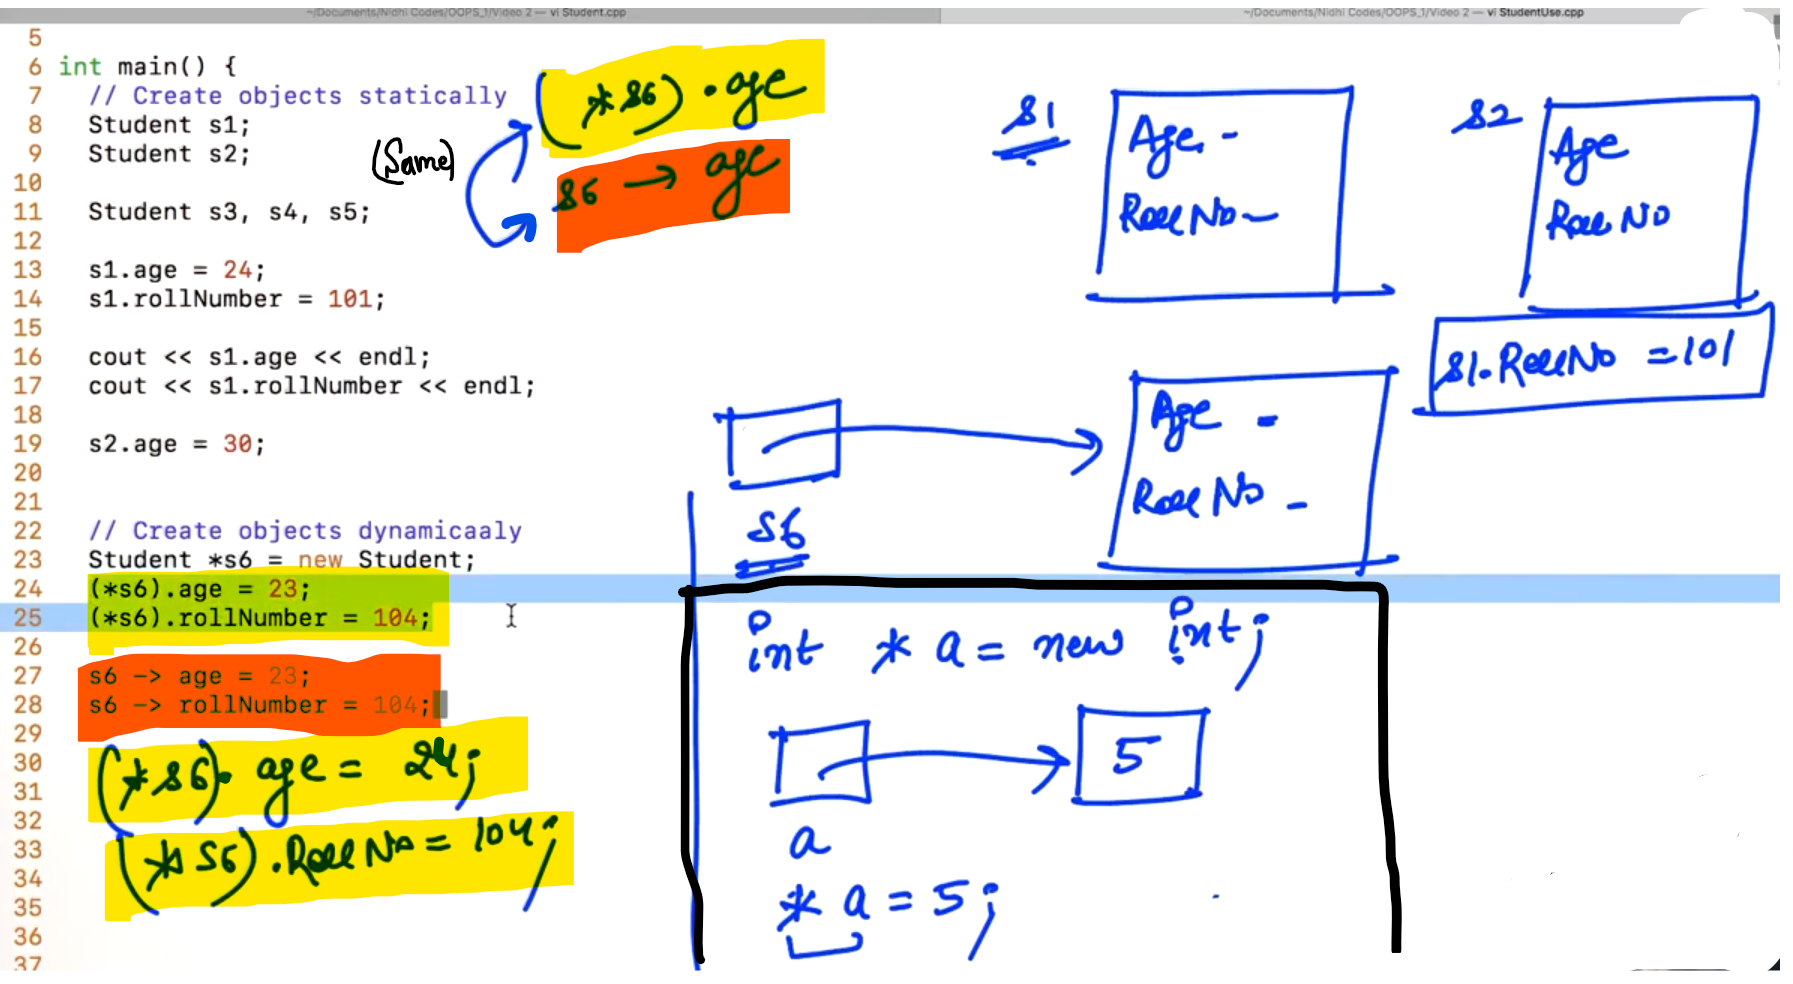 ~/Documents/Nidhi Codes/OOPS_1/Video 2 — vi Student.cpp
~/Documents/Nidhi Codes/OOPS_1/Video 2 — vi StudentUse.cpp
5
6 int main() {
7 // Create objects statically
8 Student s1;
9 Student s2;
10
11 Student s3, s4, s5;
12
13 s1.age = 24;
14 s1.rollNumber = 101;
15
16 cout << s1.age << endl;
17 cout << s1.rollNumber << endl;
18
19 s2.age = 30;
20
21
22 // Create objects dynamicaaly
23 Student *s6 = new Student;
24 (*s6).age = 23;
25 (*s6).rollNumber = 104;
26
27 s6 -> age = 23;
28 s6 -> rollNumber = 104;
29
30
31
32
33
34
35
36
37
(*s6).age = 24;
(*s6).RollNo = 104;
(*s6).age
(Same)
s6 → age
s1
Age -
Roll No -
s2
Age
Roll No
s1.RollNo = 101
s6
Age -
Roll No -
int * a = new int;
5
a
* a = 5;